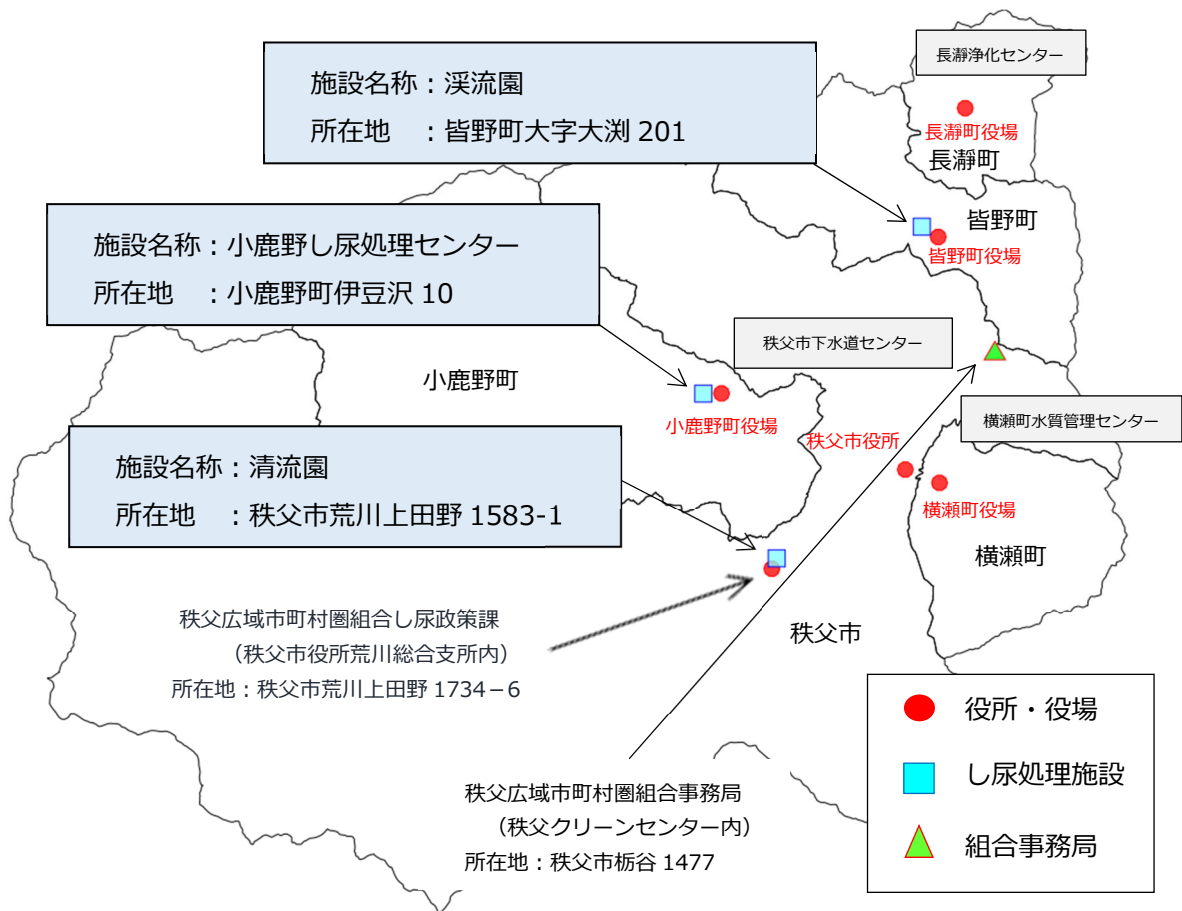 長瀞浄化センター
施設名称：渓流園
所在地　：皆野町大字大渕 201
長瀞町役場
長瀞町
皆野町
皆野町役場
施設名称：小鹿野し尿処理センター
所在地　：小鹿野町伊豆沢 10
秩父市下水道センター
小鹿野町
小鹿野町役場
横瀬町水質管理センター
秩父市役所
横瀬町役場
横瀬町
施設名称：清流園
所在地　：秩父市荒川上田野 1583-1
秩父市
秩父広域市町村圏組合し尿政策課
（秩父市役所荒川総合支所内）
所在地：秩父市荒川上田野 1734－6
秩父広域市町村圏組合事務局
（秩父クリーンセンター内）
所在地：秩父市栃谷 1477
役所・役場
し尿処理施設
組合事務局